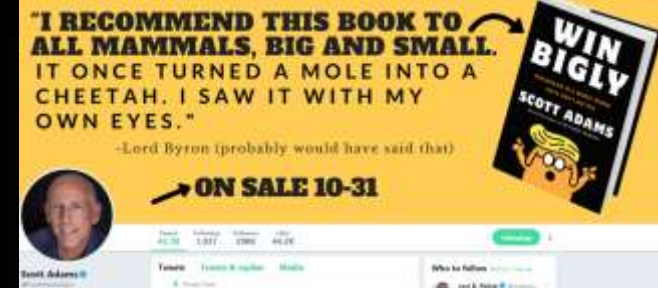 "I RECOMMEND THIS BOOK TO
ALL MAMMALS, BIG AND SMALL.
IT ONCE TURNED A MOLE INTO A
CHEETAH. I SAW IT WITH MY
OWN EYES."
-Lord Byron (probably would have said that)
ON SALE 10-31
WIN
BIGLY
SCOTT ADAMS
Scott Adams
Tweets Tweets & replies Media
Who to follow